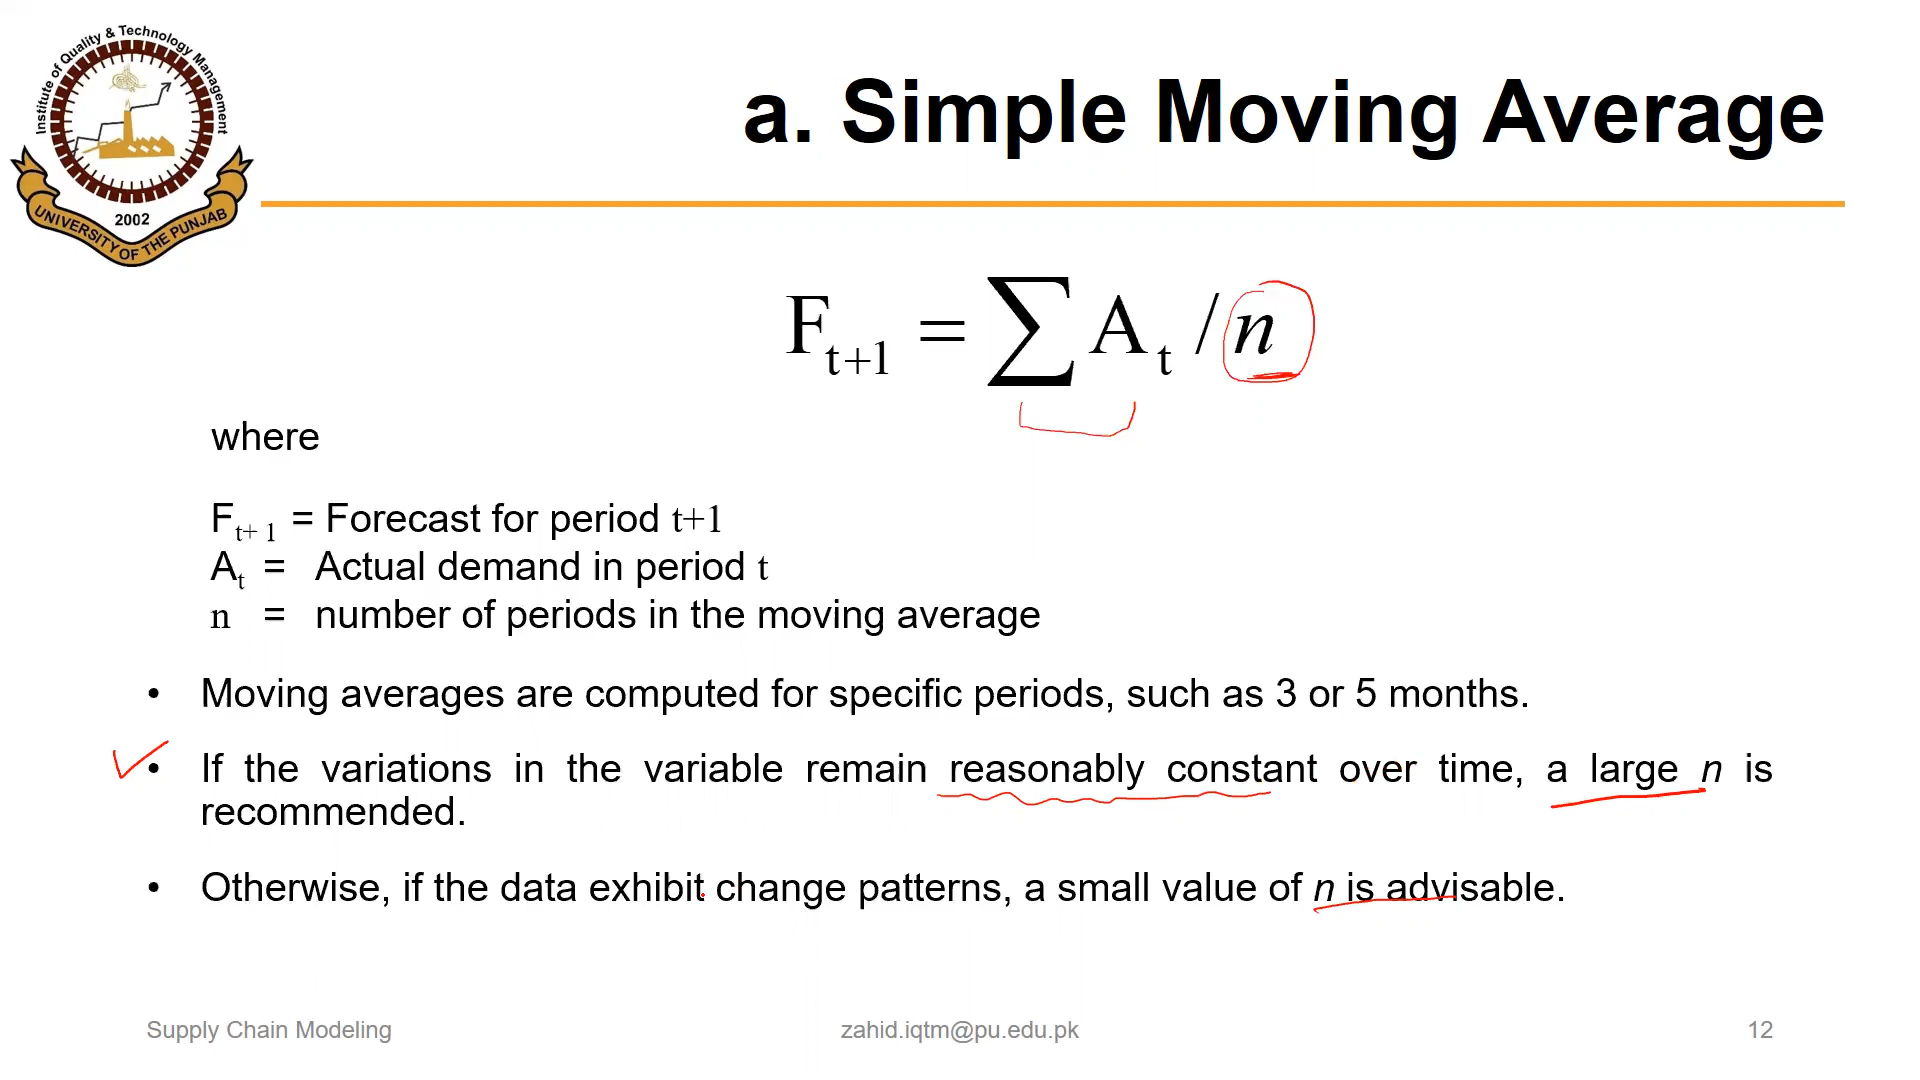 Institute of Quality & Technology Management
2002
UNIVERSITY OF THE PUNJAB
a. Simple Moving Average
F_{t+1} = ∑ A_t / n
where
F_{t+1} = Forecast for period t+1
A_t = Actual demand in period t
n = number of periods in the moving average
• Moving averages are computed for specific periods, such as 3 or 5 months.
• If the variations in the variable remain reasonably constant over time, a large n is
recommended.
• Otherwise, if the data exhibit change patterns, a small value of n is advisable.
Supply Chain Modeling
zahid.iqtm@pu.edu.pk
12